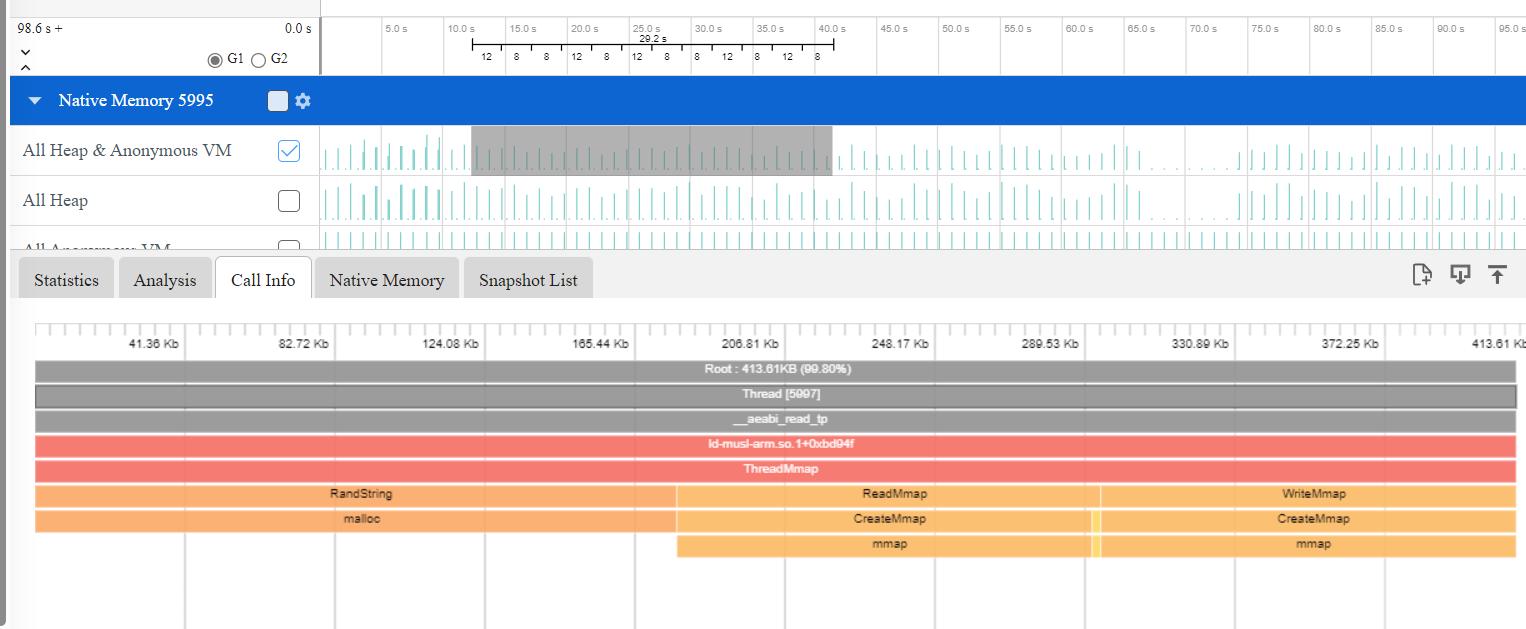 98.6 s + 0.0 s 5.0 s 10.0 s 15.0 s 20.0 s 25.0 s 30.0 s 35.0 s 40.0 s 45.0 s 50.0 s 55.0 s 60.0 s 65.0 s 70.0 s 75.0 s 80.0 s 85.0 s 90.0 s 95.0 s
29.2 s
G1 G2 12 8 8 12 8 12 8 8 12 8 12 8
Native Memory 5995
All Heap & Anonymous VM
All Heap
All Anonymous VM
Statistics Analysis Call Info Native Memory Snapshot List
41.36 Kb 82.72 Kb 124.08 Kb 165.44 Kb 206.81 Kb 248.17 Kb 289.53 Kb 330.89 Kb 372.25 Kb 413.61 Kb
Root : 413.61KB (99.80%)
Thread [5997]
__aeabi_read_tp
ld-musl-arm.so.1+0xbd94f
ThreadMmap
RandString ReadMmap WriteMmap
malloc CreateMmap CreateMmap
mmap mmap